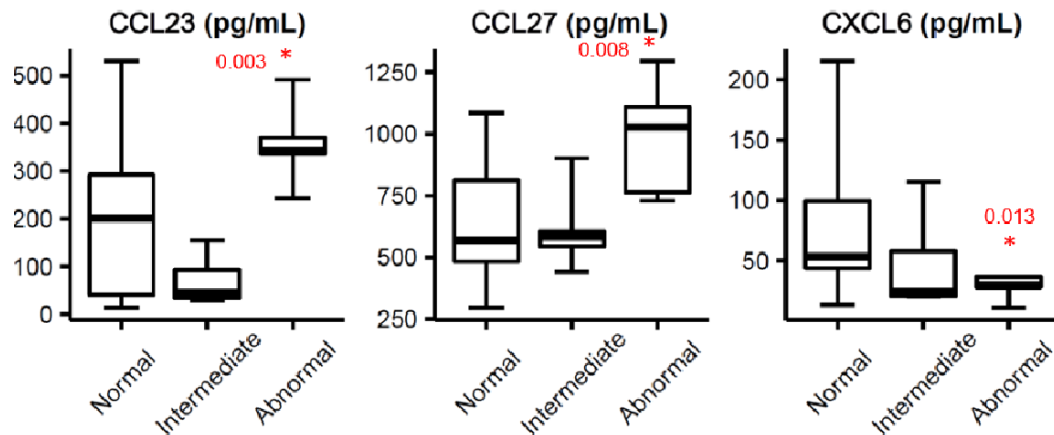 CCL23 (pg/mL)
0.003 *
500
400
300
200
100
0
Normal
Intermediate
Abnormal
CCL27 (pg/mL)
0.008 *
1250
1000
750
500
250
Normal
Intermediate
Abnormal
CXCL6 (pg/mL)
200
150
100
50
0.013
*
Normal
Intermediate
Abnormal